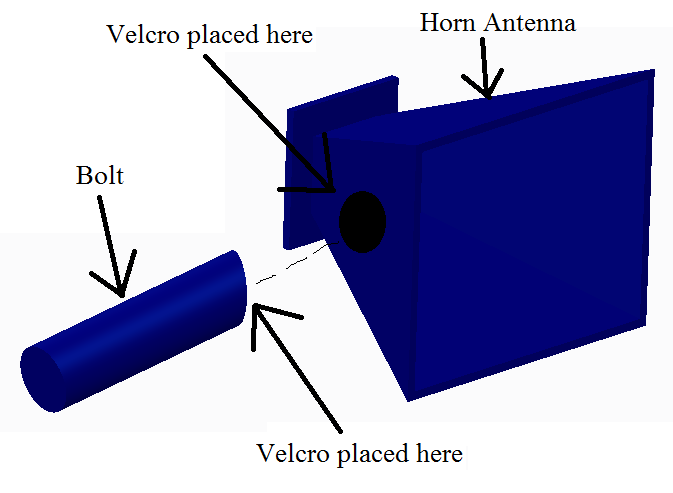 Horn Antenna
Velcro placed here
Bolt
Velcro placed here